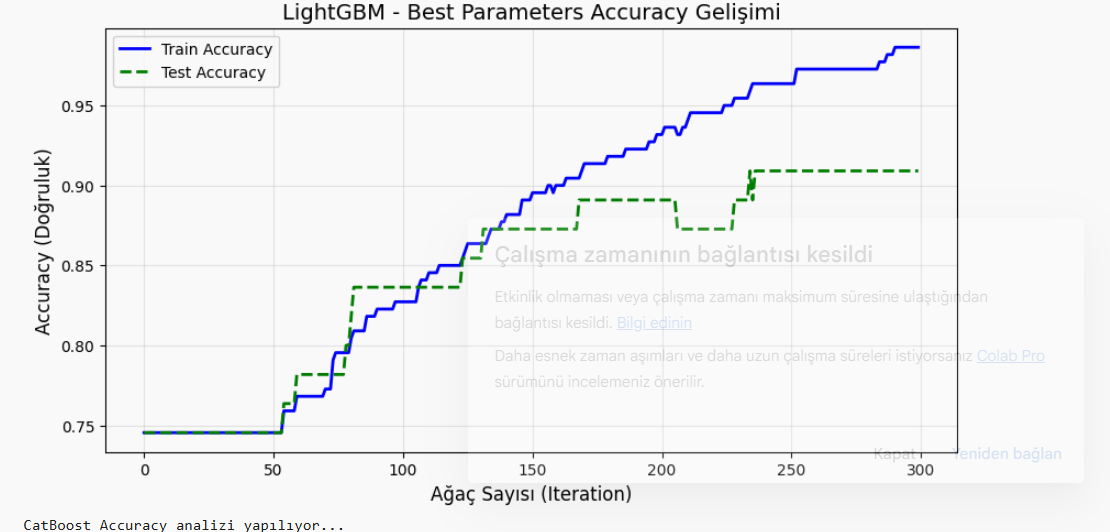 LightGBM - Best Parameters Accuracy Gelişimi
Train Accuracy
Test Accuracy
Accuracy (Doğruluk)
0.95
0.90
0.85
0.80
0.75
Çalışma zamanının bağlantısı kesildi
Etkinlik olmaması veya çalışma zamanı maksimum süresine ulaştığından
bağlantısı kesildi. Bilgi edinin
Daha esnek zaman aşımları ve daha uzun çalışma süreleri istiyorsanız Colab Pro
sürümünü incelemeniz önerilir.
Kapat Yeniden bağlan
0 50 100 150 200 250 300
Ağaç Sayısı (Iteration)
CatBoost Accuracy analizi yapılıyor...